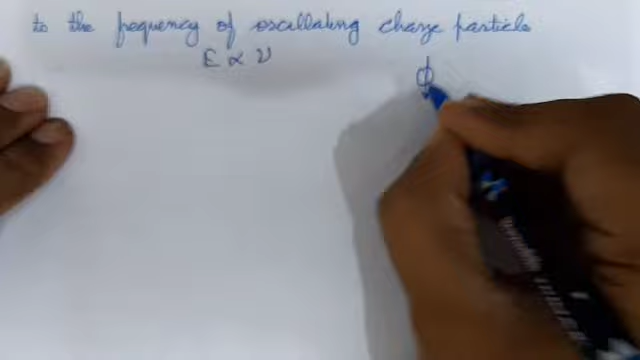 to the frequency of oscillating charge particle
ε ∝ ν
ϕ